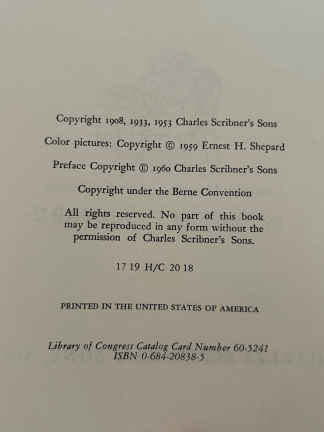 Copyright 1908, 1933, 1953 Charles Scribner's Sons
Color pictures: Copyright © 1959 Ernest H. Shepard
Preface Copyright © 1960 Charles Scribner's Sons
Copyright under the Berne Convention
All rights reserved. No part of this book
may be reproduced in any form without the
permission of Charles Scribner's Sons.
17 19 H/C 20 18
PRINTED IN THE UNITED STATES OF AMERICA
Library of Congress Catalog Card Number 60-5241
ISBN 0-684-20838-5